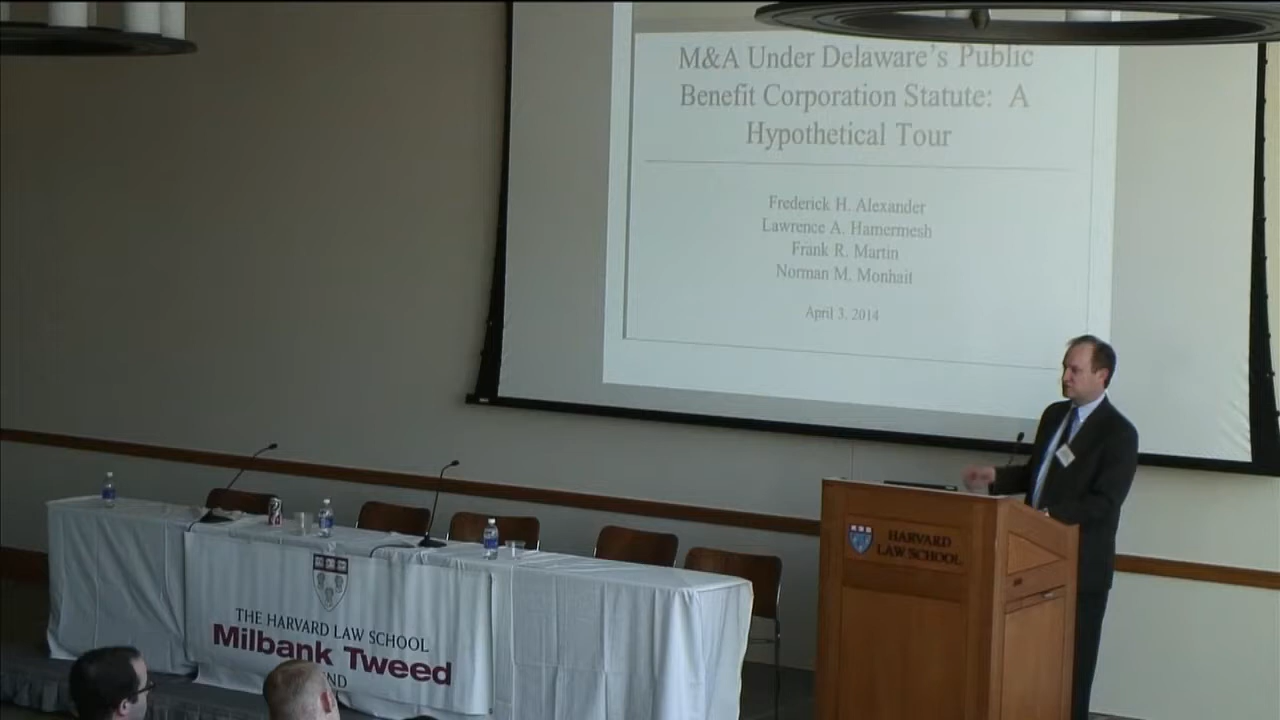 M&A Under Delaware's Public
Benefit Corporation Statute: A
Hypothetical Tour
Frederick H. Alexander
Lawrence A. Hamermesh
Frank R. Martin
Norman M. Monhait
April 3, 2014
HARVARD
LAW SCHOOL
THE HARVARD LAW SCHOOL
Milbank Tweed
ND